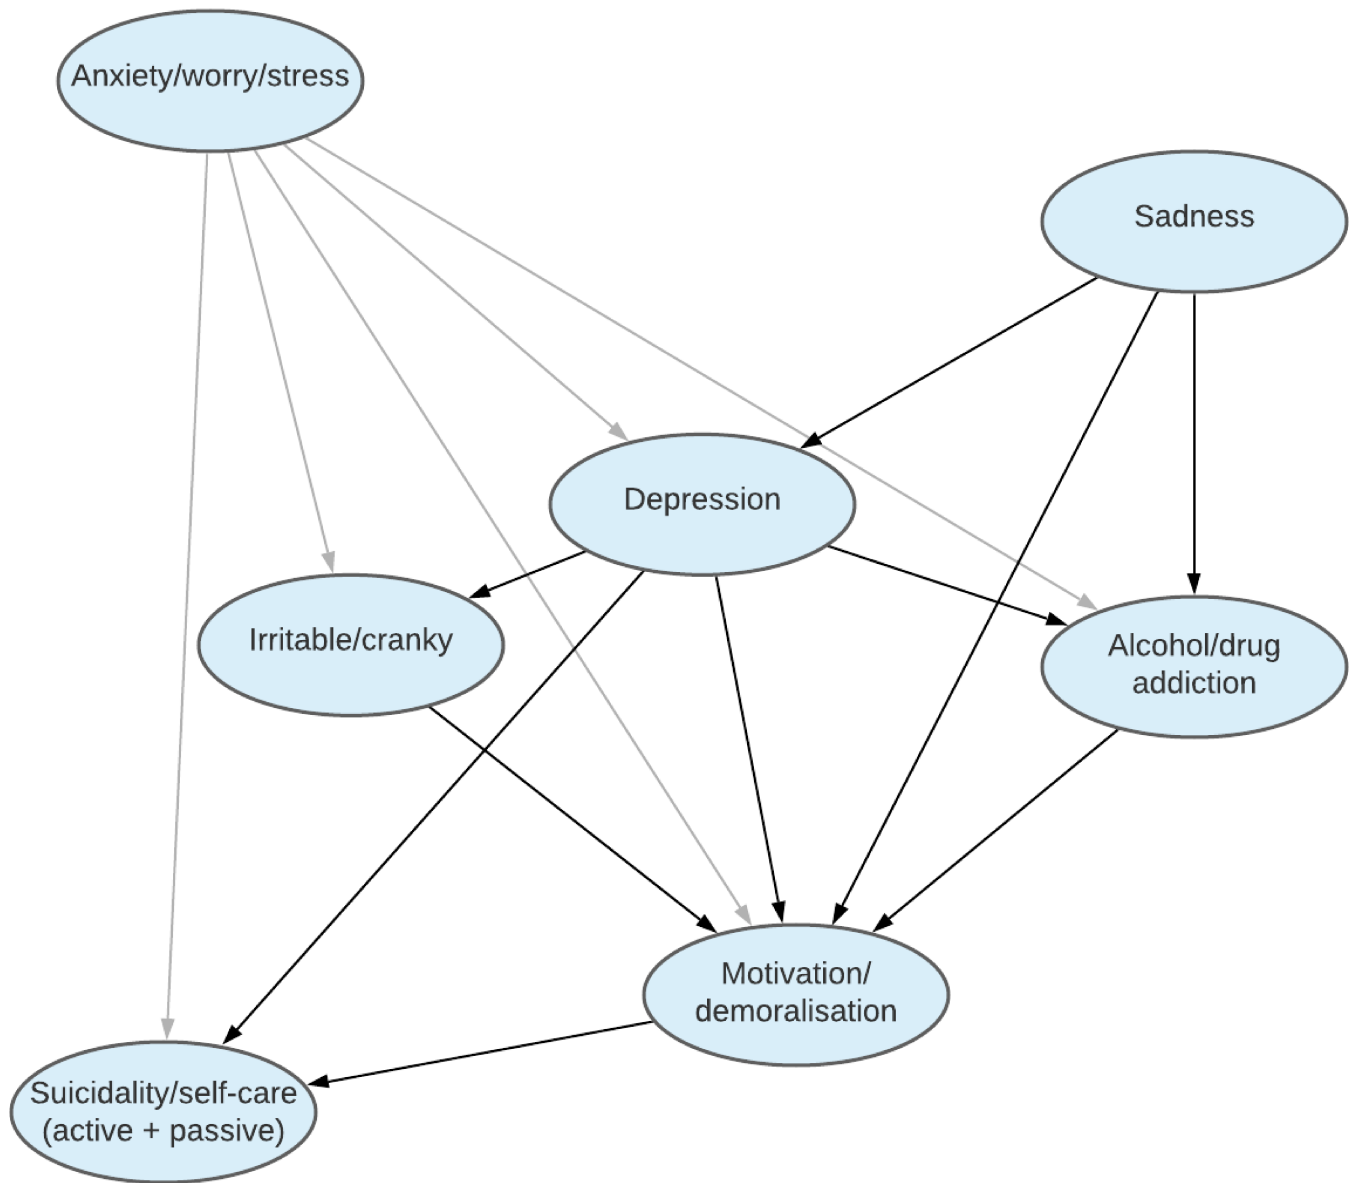 Anxiety/worry/stress
Sadness
Depression
Irritable/cranky
Alcohol/drug
addiction
Motivation/
demoralisation
Suicidality/self-care
(active + passive)